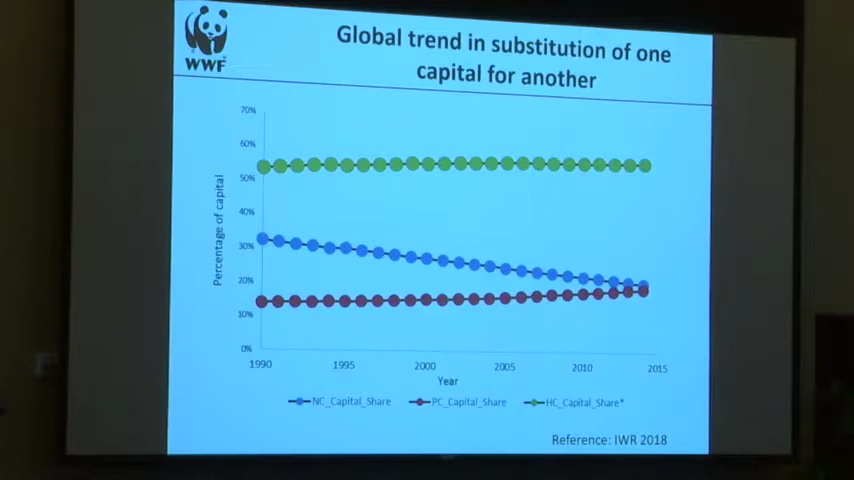 WWF
Global trend in substitution of one
capital for another
70%
60%
50%
40%
30%
20%
10%
0%
Percentage of capital
1990 1995 2000 2005 2010 2015
Year
NC_Capital_Share PC_Capital_Share HC_Capital_Share*
Reference: IWR 2018